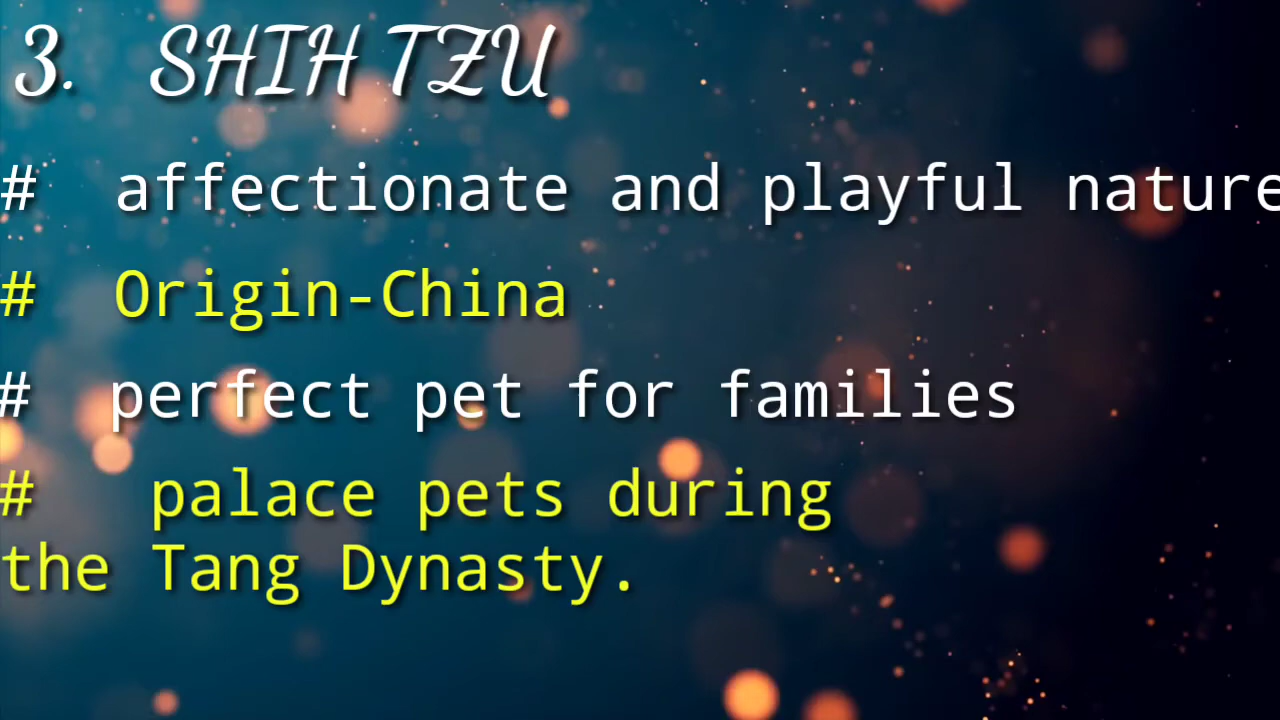 3. SHIH TZU
# affectionate and playful nature
# Origin-China
# perfect pet for families
# palace pets during
the Tang Dynasty.